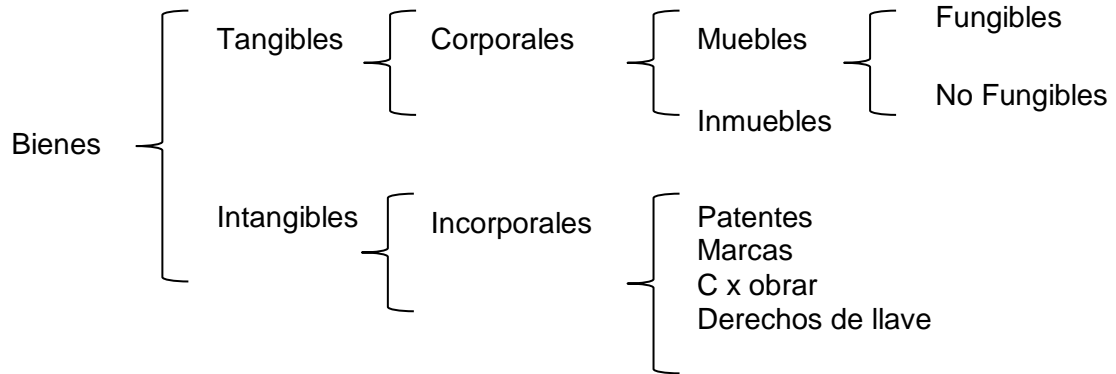 Bienes
Tangibles
Corporales
Muebles
Fungibles
No Fungibles
Inmuebles
Intangibles
Incorporales
Patentes
Marcas
C x obrar
Derechos de llave